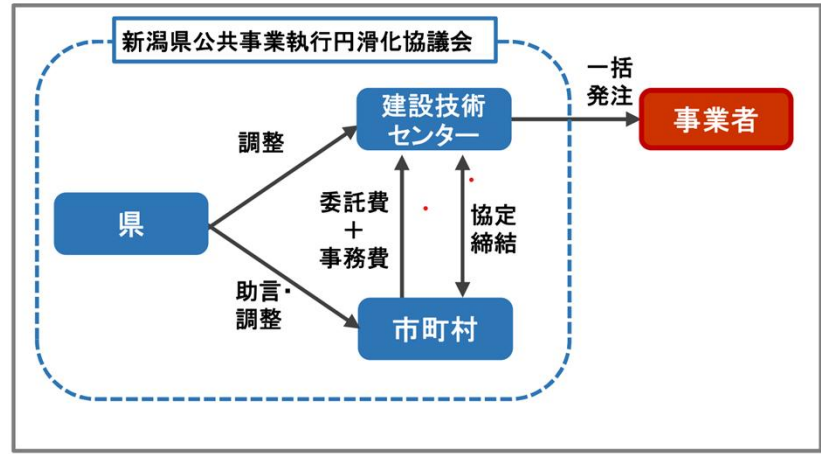 新潟県公共事業執行円滑化協議会
一括
発注
建設技術
センター
事業者
調整
県
委託費
＋
事務費
協定
締結
助言・
調整
市町村